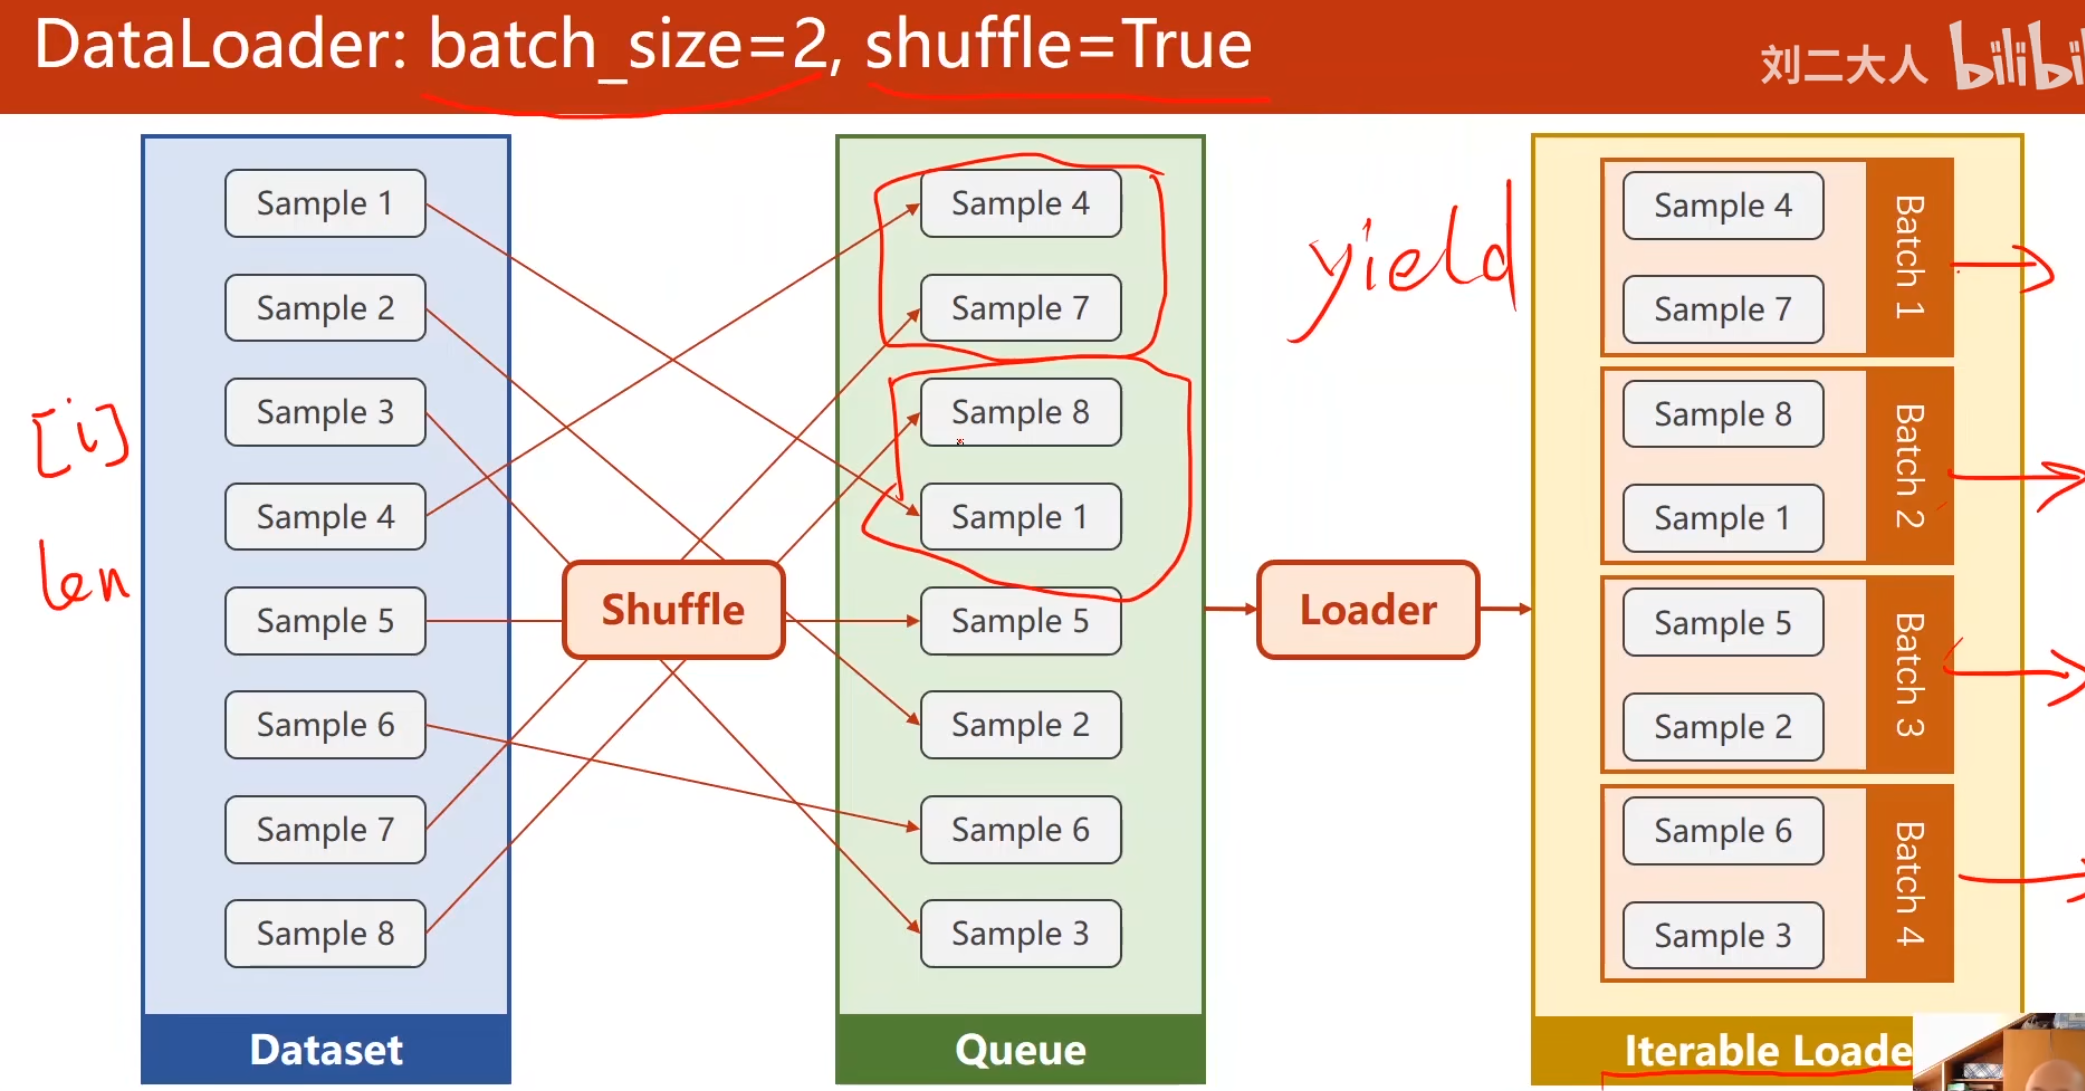 DataLoader: batch_size=2, shuffle=True
刘二大人 bilibili
Sample 1
Sample 2
Sample 3
Sample 4
Sample 5
Sample 6
Sample 7
Sample 8
Dataset
[i]
len
Shuffle
Sample 4
Sample 7
Sample 8
Sample 1
Sample 5
Sample 2
Sample 6
Sample 3
Queue
yield
Loader
Sample 4
Sample 7
Batch 1
Sample 8
Sample 1
Batch 2
Sample 5
Sample 2
Batch 3
Sample 6
Sample 3
Batch 4
Iterable Loade